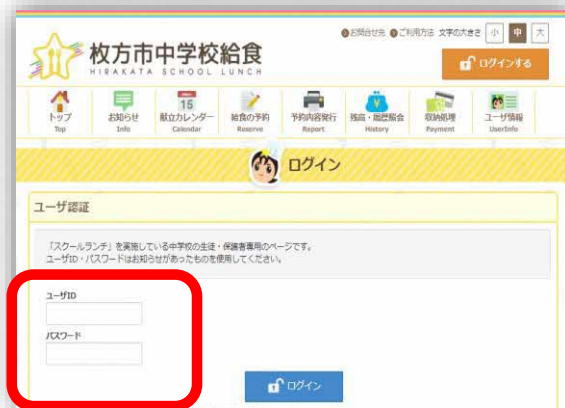 お問合せ先 ご利用方法 文字の大きさ 小 中 大
枚方市中学校給食
HIRAKATA SCHOOL LUNCH
ログインする
トップ お知らせ 献立カレンダー 給食の予約 予約内容発行 残高・履歴照会 収納処理 ユーザ情報
Top Info Calendar Reserve Report History Payment UserInfo
15
ログイン
ユーザ認証
「スクールランチ」を実施している中学校の生徒・保護者専用のページです。
ユーザID・パスワードはお知らせがあったものを使用してください。
ユーザID
パスワード
ログイン